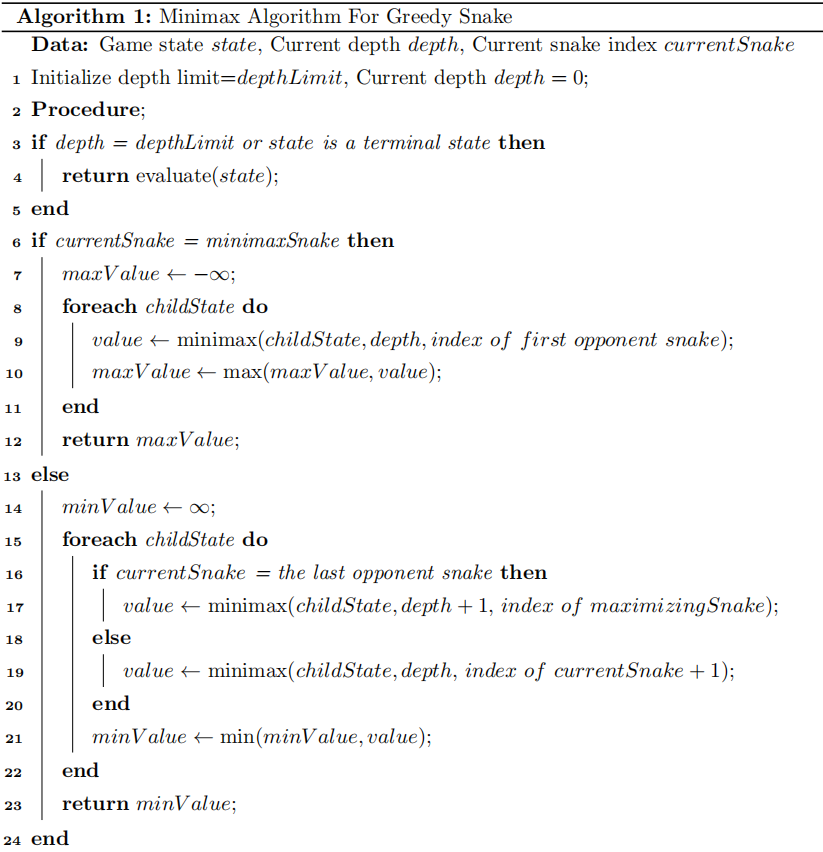 Algorithm 1: Minimax Algorithm For Greedy Snake
Data: Game state state, Current depth depth, Current snake index currentSnake
1 Initialize depth limit=depthLimit, Current depth depth = 0;
2 Procedure;
3 if depth = depthLimit or state is a terminal state then
4 return evaluate(state);
5 end
6 if currentSnake = minimaxSnake then
7 maxValue ← −∞;
8 foreach childState do
9 value ← minimax(childState, depth, index of first opponent snake);
10 maxValue ← max(maxValue, value);
11 end
12 return maxValue;
13 else
14 minValue ← ∞;
15 foreach childState do
16 if currentSnake = the last opponent snake then
17 value ← minimax(childState, depth + 1, index of maximizingSnake);
18 else
19 value ← minimax(childState, depth, index of currentSnake + 1);
20 end
21 minValue ← min(minValue, value);
22 end
23 return minValue;
24 end